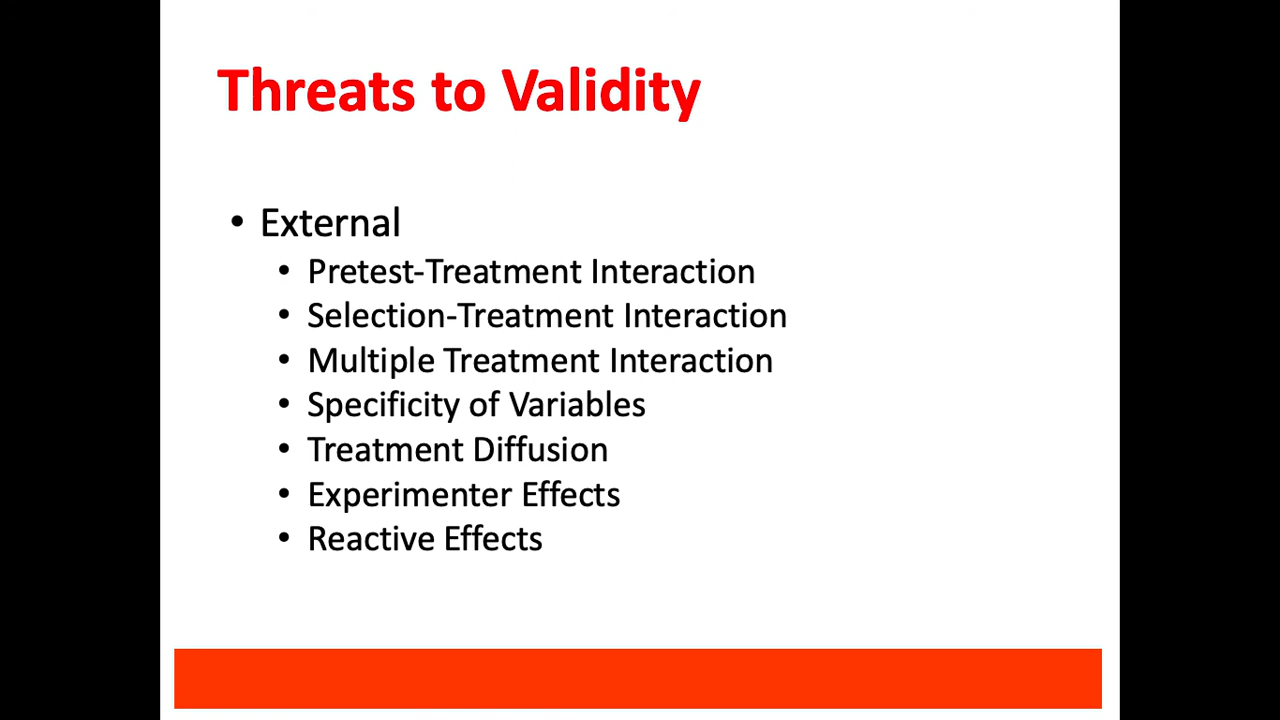 Threats to Validity
• External
• Pretest-Treatment Interaction
• Selection-Treatment Interaction
• Multiple Treatment Interaction
• Specificity of Variables
• Treatment Diffusion
• Experimenter Effects
• Reactive Effects